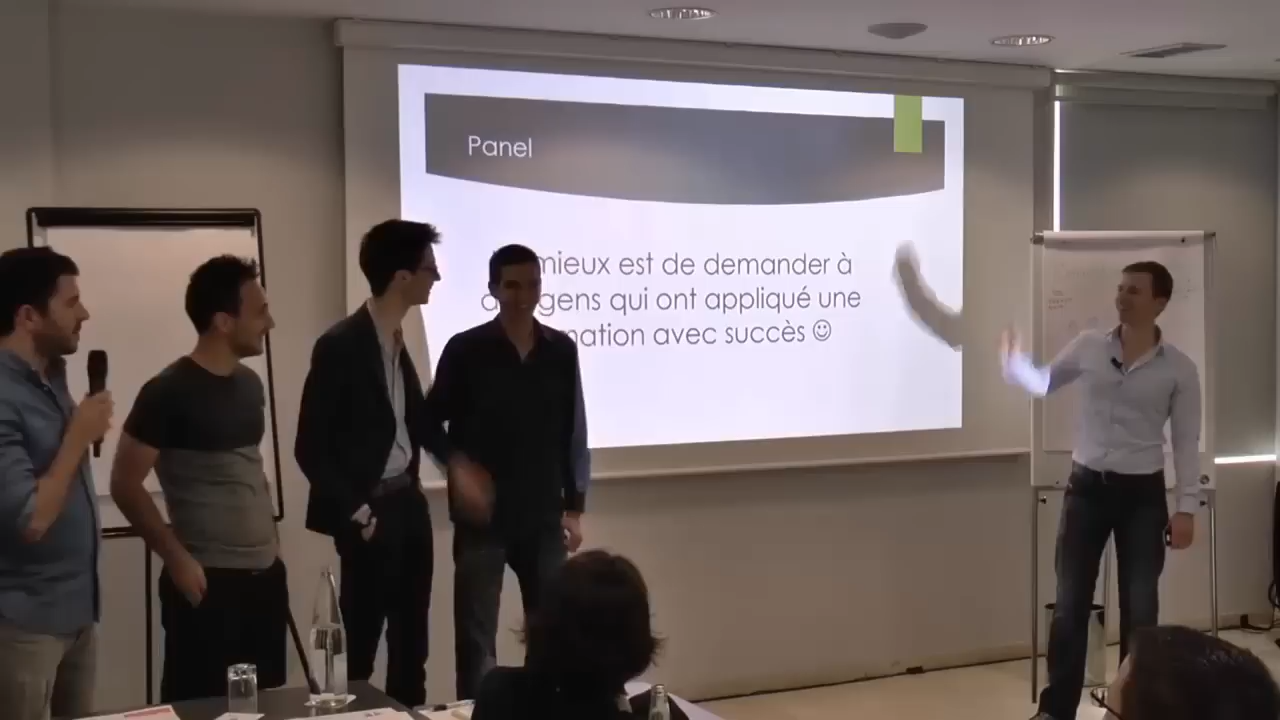 Panel
mieux est de demander à
gens qui ont appliqué une
mation avec succès ☺